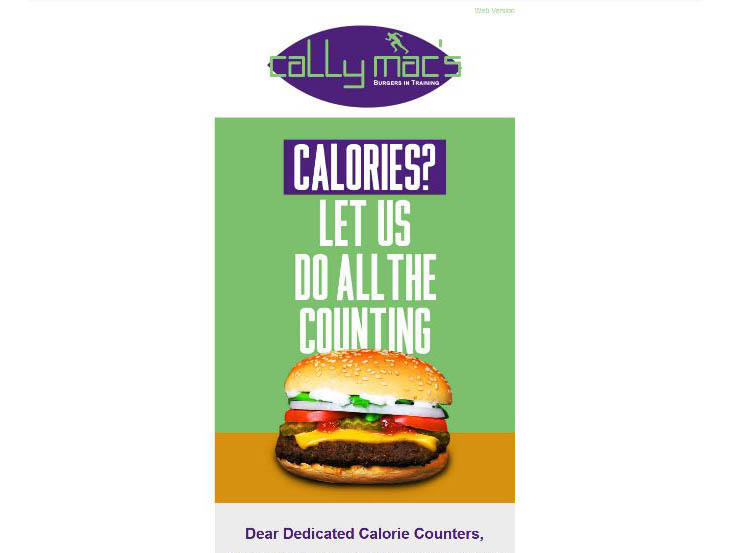 Web Version
cally mac's
BURGERS IN TRAINING
CALORIES?
LET US
DO ALL THE
COUNTING
Dear Dedicated Calorie Counters,